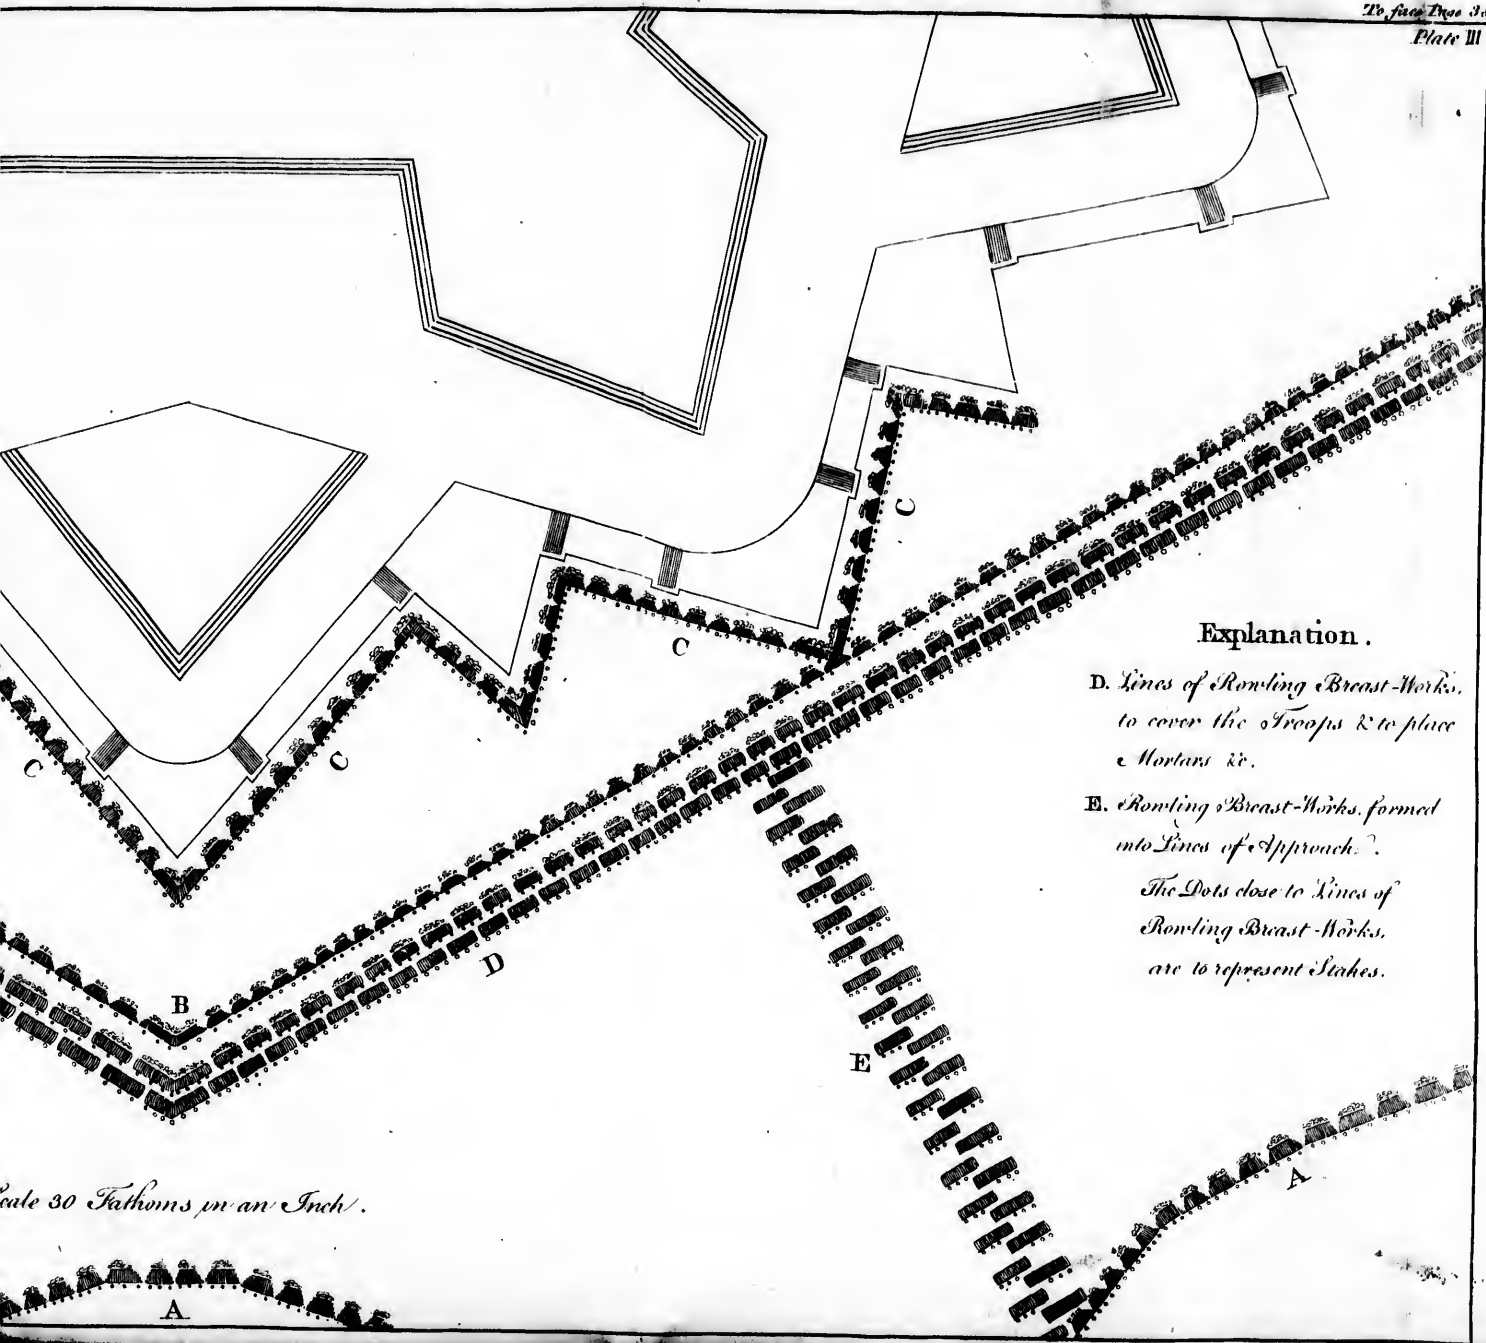 To face Page
Plate III
Explanation.
D. Lines of Rowling Breast-Works.
to cover the Troops & to place
Mortars &c.
E. Rowling Breast-Works, formed
into Lines of Approach.
The Dots close to Lines of
Rowling Breast-Works.
are to represent Stakes.
C
C
C
C
B
D
E
A
cale 30 Fathoms in an Inch.
A